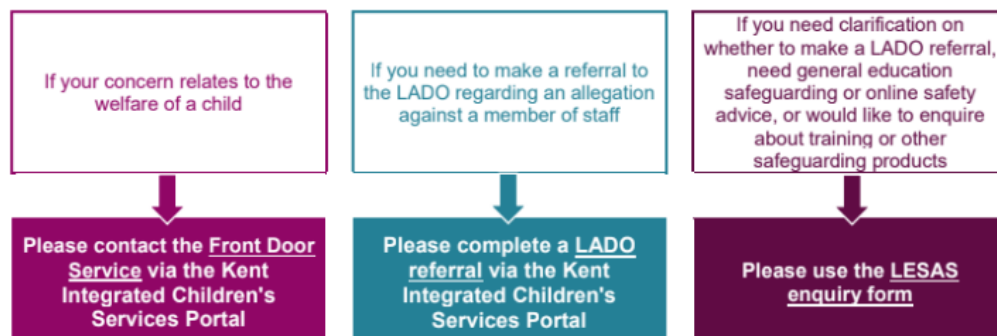 If your concern relates to the
welfare of a child
Please contact the Front Door
Service via the Kent
Integrated Children's
Services Portal
If you need to make a referral to
the LADO regarding an allegation
against a member of staff
Please complete a LADO
referral via the Kent
Integrated Children's
Services Portal
If you need clarification on
whether to make a LADO referral,
need general education
safeguarding or online safety
advice, or would like to enquire
about training or other
safeguarding products
Please use the LESAS
enquiry form